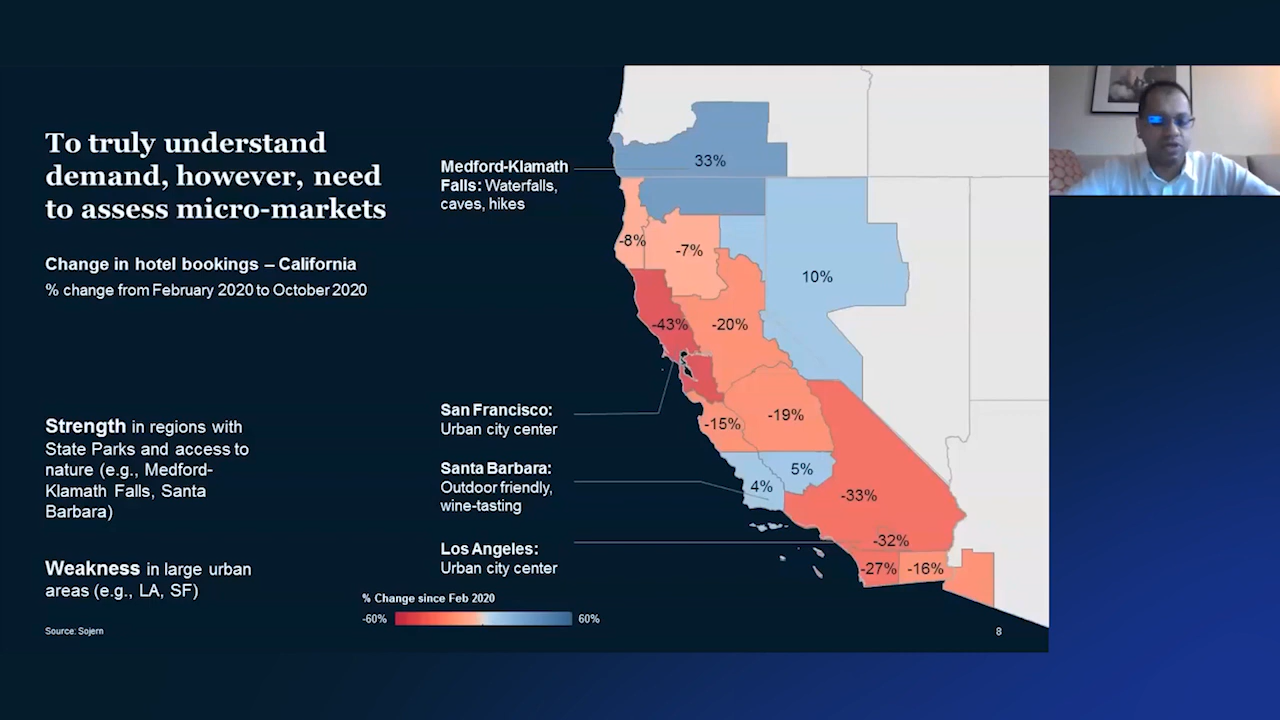 To truly understand
demand, however, need
to assess micro-markets
Change in hotel bookings – California
% change from February 2020 to October 2020
Strength in regions with
State Parks and access to
nature (e.g., Medford-
Klamath Falls, Santa
Barbara)
Weakness in large urban
areas (e.g., LA, SF)
Source: Sojern
Medford-Klamath
Falls: Waterfalls,
caves, hikes
San Francisco:
Urban city center
Santa Barbara:
Outdoor friendly,
wine-tasting
Los Angeles:
Urban city center
% Change since Feb 2020
-60%
60%
33%
-8%
-7%
10%
-43%
-20%
-15%
-19%
5%
4%
-33%
-32%
-27%
-16%
8